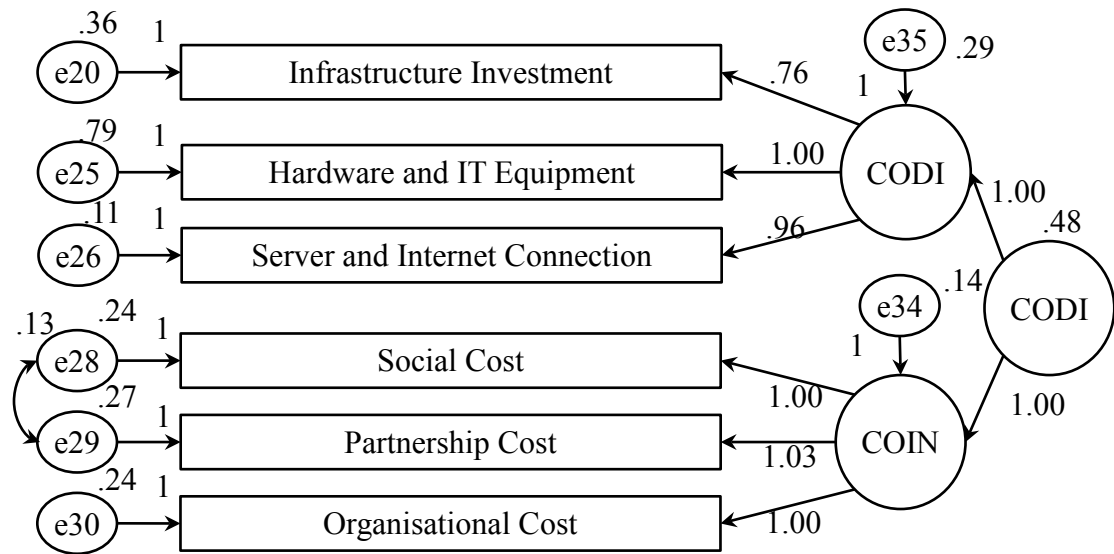 .36
1
e20
Infrastructure Investment
.76
e35
.29
1
.79
1
e25
Hardware and IT Equipment
1.00
CODI
1.00
.11
1
e26
Server and Internet Connection
.96
.48
CODI
.14
e34
1
.13
.24
1
e28
Social Cost
1.00
1.00
.27
1
e29
Partnership Cost
1.03
COIN
.24
1
e30
Organisational Cost
1.00